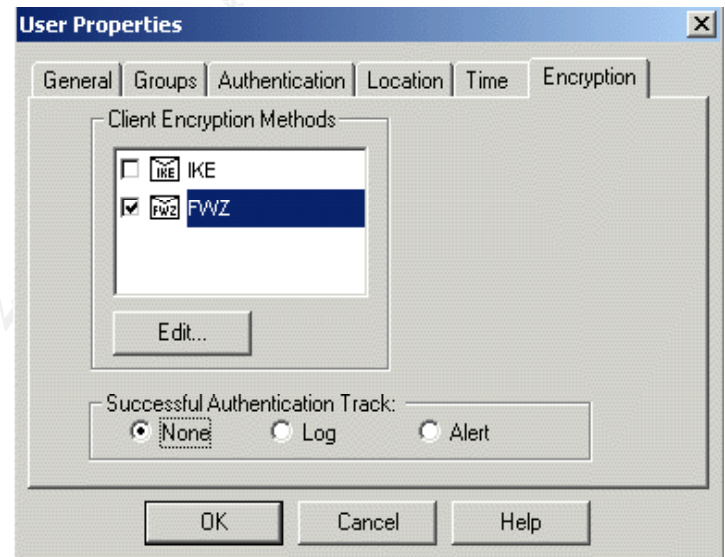 User Properties
General Groups Authentication Location Time Encryption
Client Encryption Methods
IKE IKE
FWZ FWZ
Edit...
Successful Authentication Track:
None Log Alert
OK Cancel Help